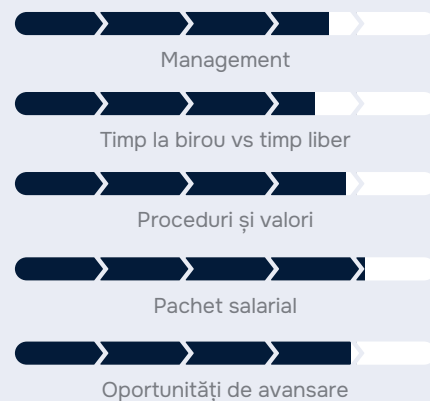 Management
Timp la birou vs timp liber
Proceduri și valori
Pachet salarial
Oportunități de avansare